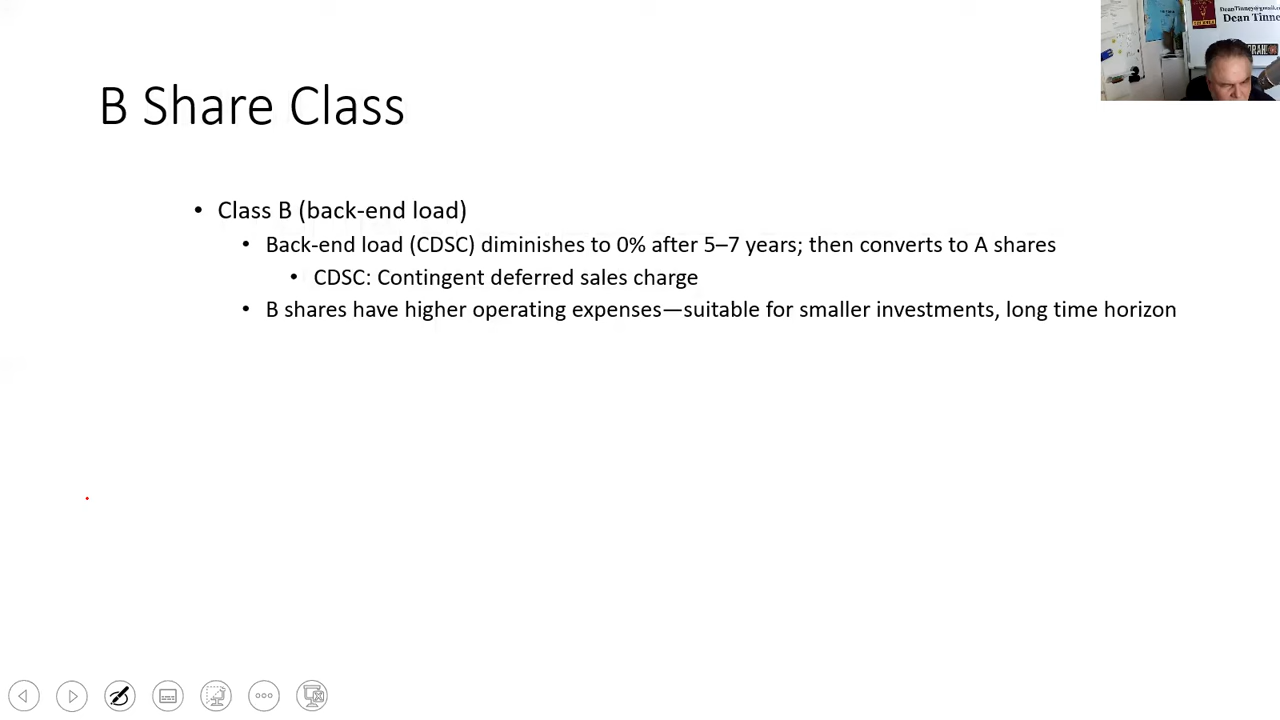 DeanTinney@gmail.c
Dean Tinne
B Share Class
• Class B (back-end load)
• Back-end load (CDSC) diminishes to 0% after 5–7 years; then converts to A shares
• CDSC: Contingent deferred sales charge
• B shares have higher operating expenses—suitable for smaller investments, long time horizon